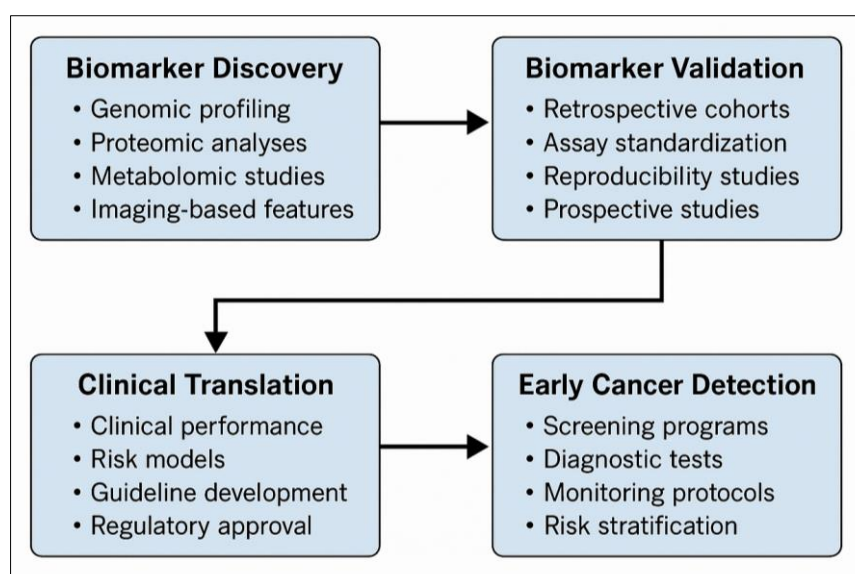 Biomarker Discovery
• Genomic profiling
• Proteomic analyses
• Metabolomic studies
• Imaging-based features
Biomarker Validation
• Retrospective cohorts
• Assay standardization
• Reproducibility studies
• Prospective studies
Clinical Translation
• Clinical performance
• Risk models
• Guideline development
• Regulatory approval
Early Cancer Detection
• Screening programs
• Diagnostic tests
• Monitoring protocols
• Risk stratification